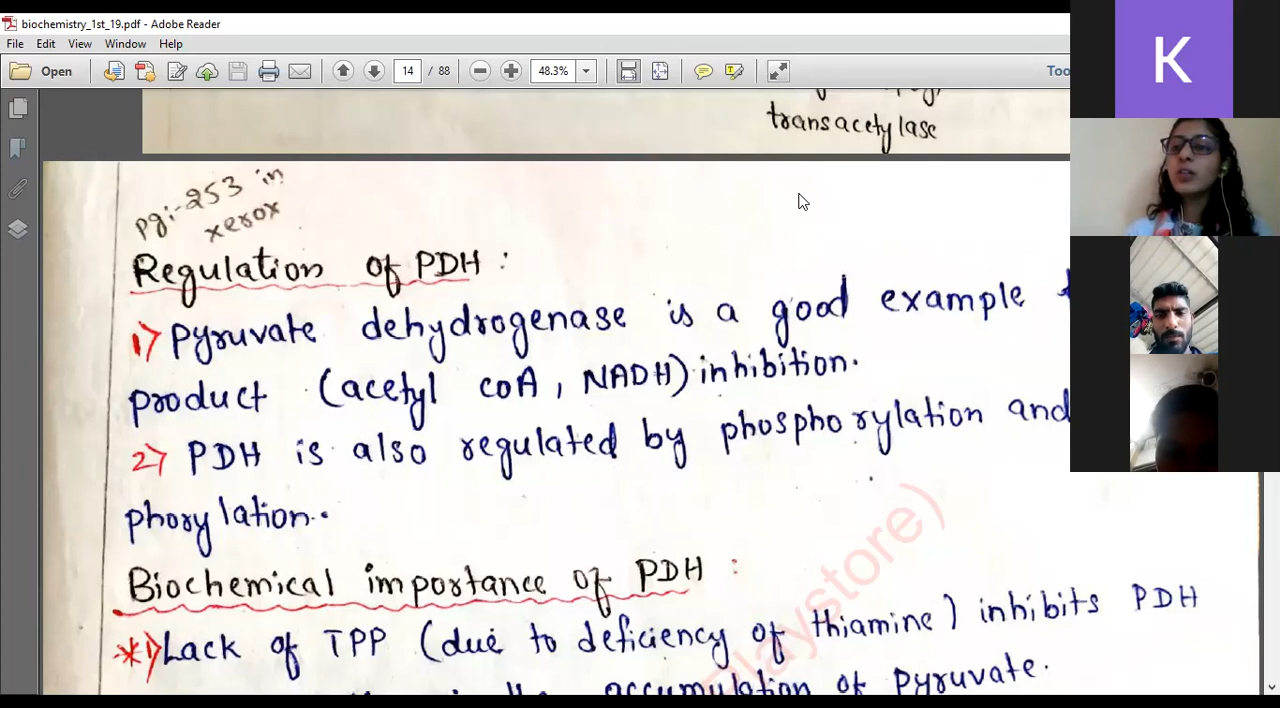 biochemistry_1st_19.pdf - Adobe Reader
File Edit View Window Help
Open 14 / 88 48.3% Too
transacetylase
pgi-253 in
xerox
Regulation of PDH :
1) Pyruvate dehydrogenase is a good example
product (acetyl CoA, NADH) inhibition.
2) PDH is also regulated by phosphorylation and
phorylation.
Biochemical importance of PDH :
*1) Lack of TPP (due to deficiency of thiamine) inhibits PDH
accumulation of pyruvate.
Playstore)
K